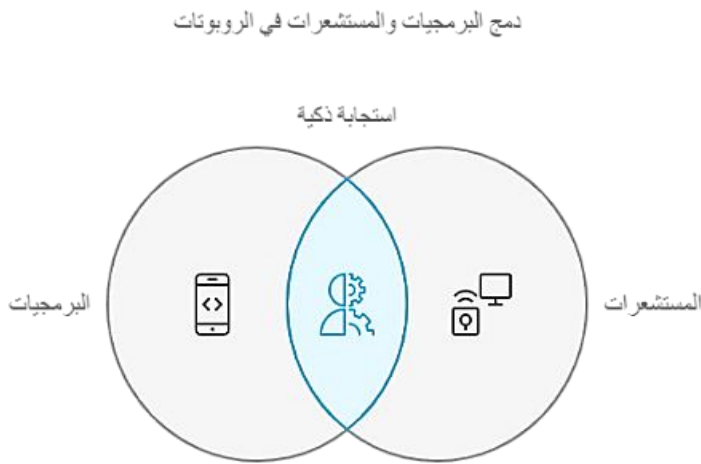 دمج البرمجيات والمستشعرات في الروبوتات
استجابة ذكية
البرمجيات
المستشعرات